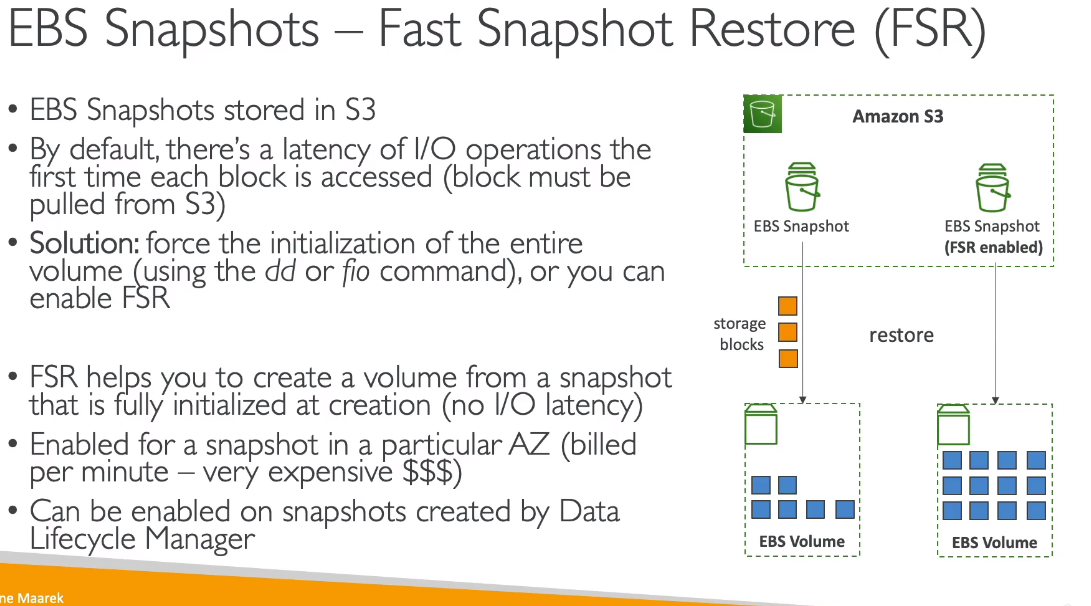 EBS Snapshots – Fast Snapshot Restore (FSR)
• EBS Snapshots stored in S3
• By default, there's a latency of I/O operations the
first time each block is accessed (block must be
pulled from S3)
• Solution: force the initialization of the entire
volume (using the dd or fio command), or you can
enable FSR
• FSR helps you to create a volume from a snapshot
that is fully initialized at creation (no I/O latency)
• Enabled for a snapshot in a particular AZ (billed
per minute – very expensive $$$)
• Can be enabled on snapshots created by Data
Lifecycle Manager
Amazon S3
EBS Snapshot
EBS Snapshot
(FSR enabled)
storage
blocks
restore
EBS Volume
EBS Volume
ne Maarek